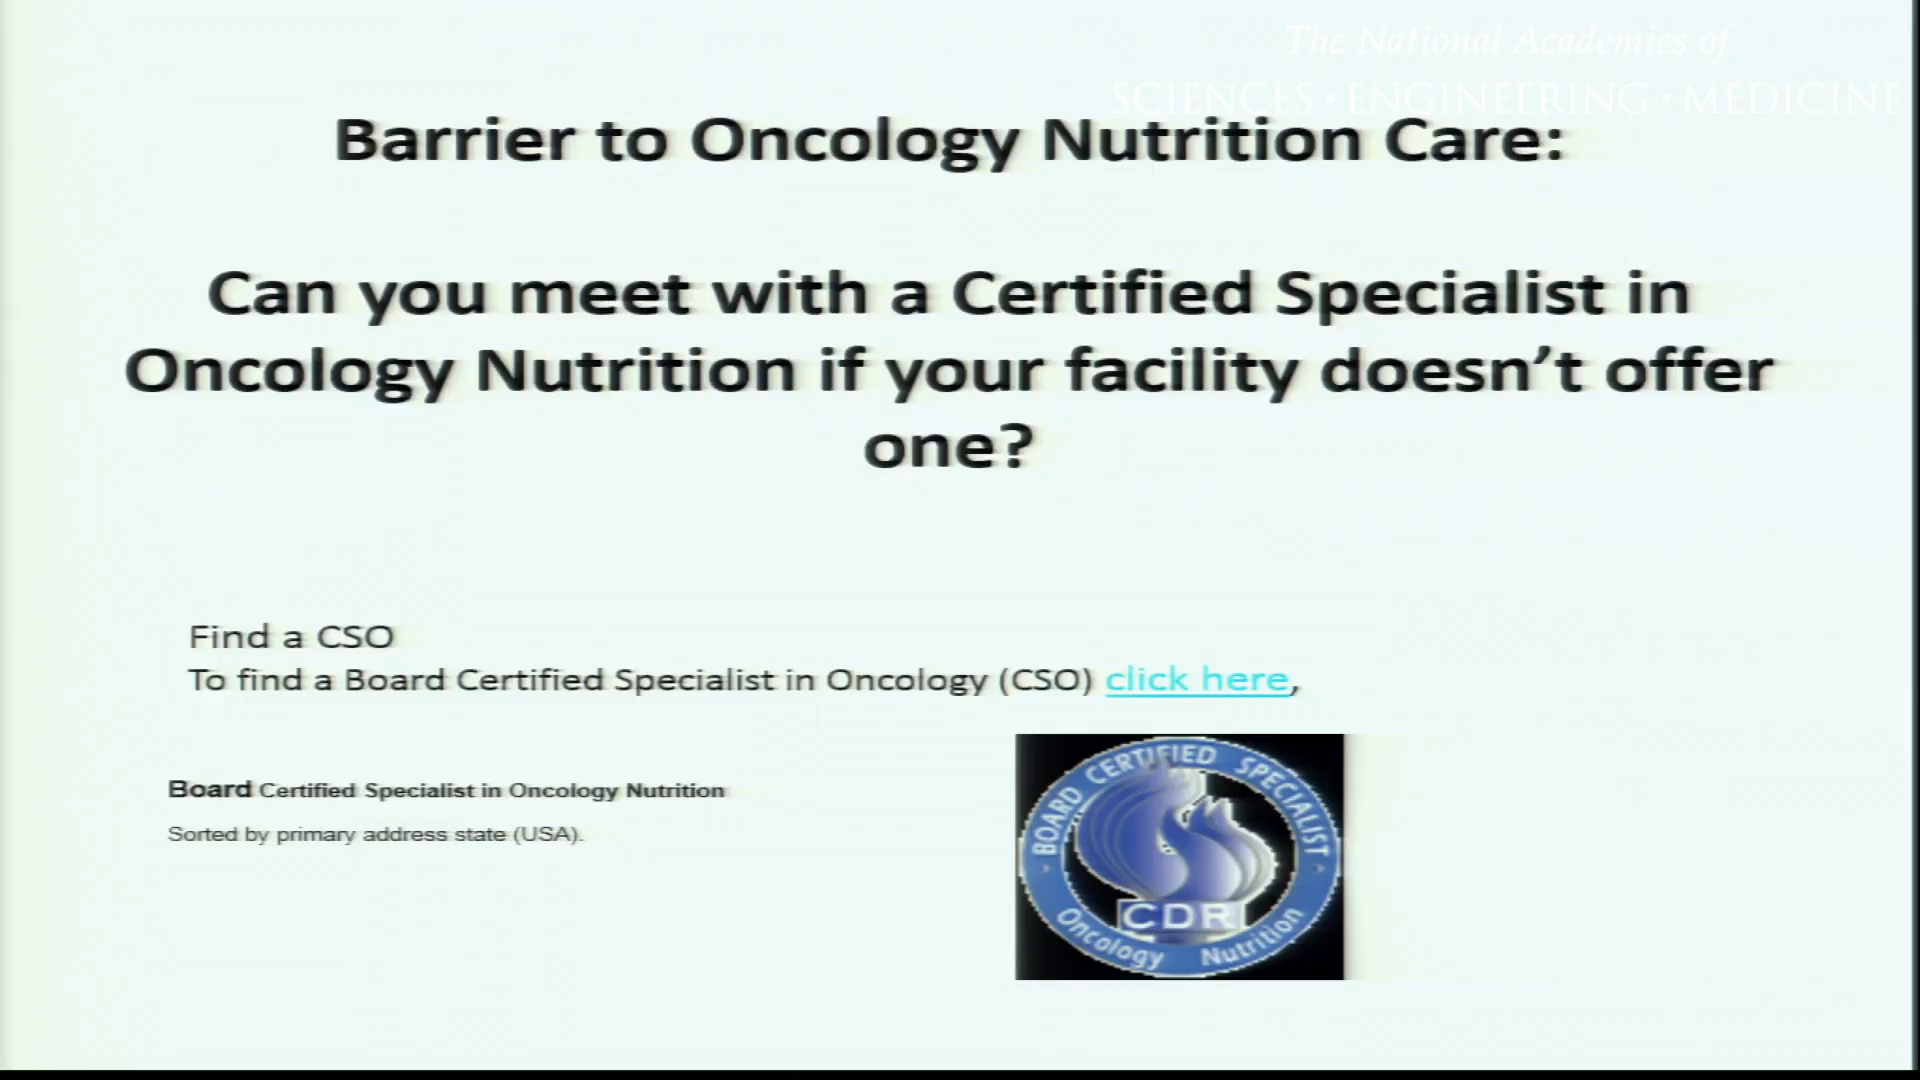 The National Academies of
SCIENCES · ENGINEERING · MEDICINE
Barrier to Oncology Nutrition Care:
Can you meet with a Certified Specialist in
Oncology Nutrition if your facility doesn’t offer
one?
Find a CSO
To find a Board Certified Specialist in Oncology (CSO) click here,
Board Certified Specialist in Oncology Nutrition
Sorted by primary address state (USA).
BOARD CERTIFIED SPECIALIST
CDR
Oncology Nutrition